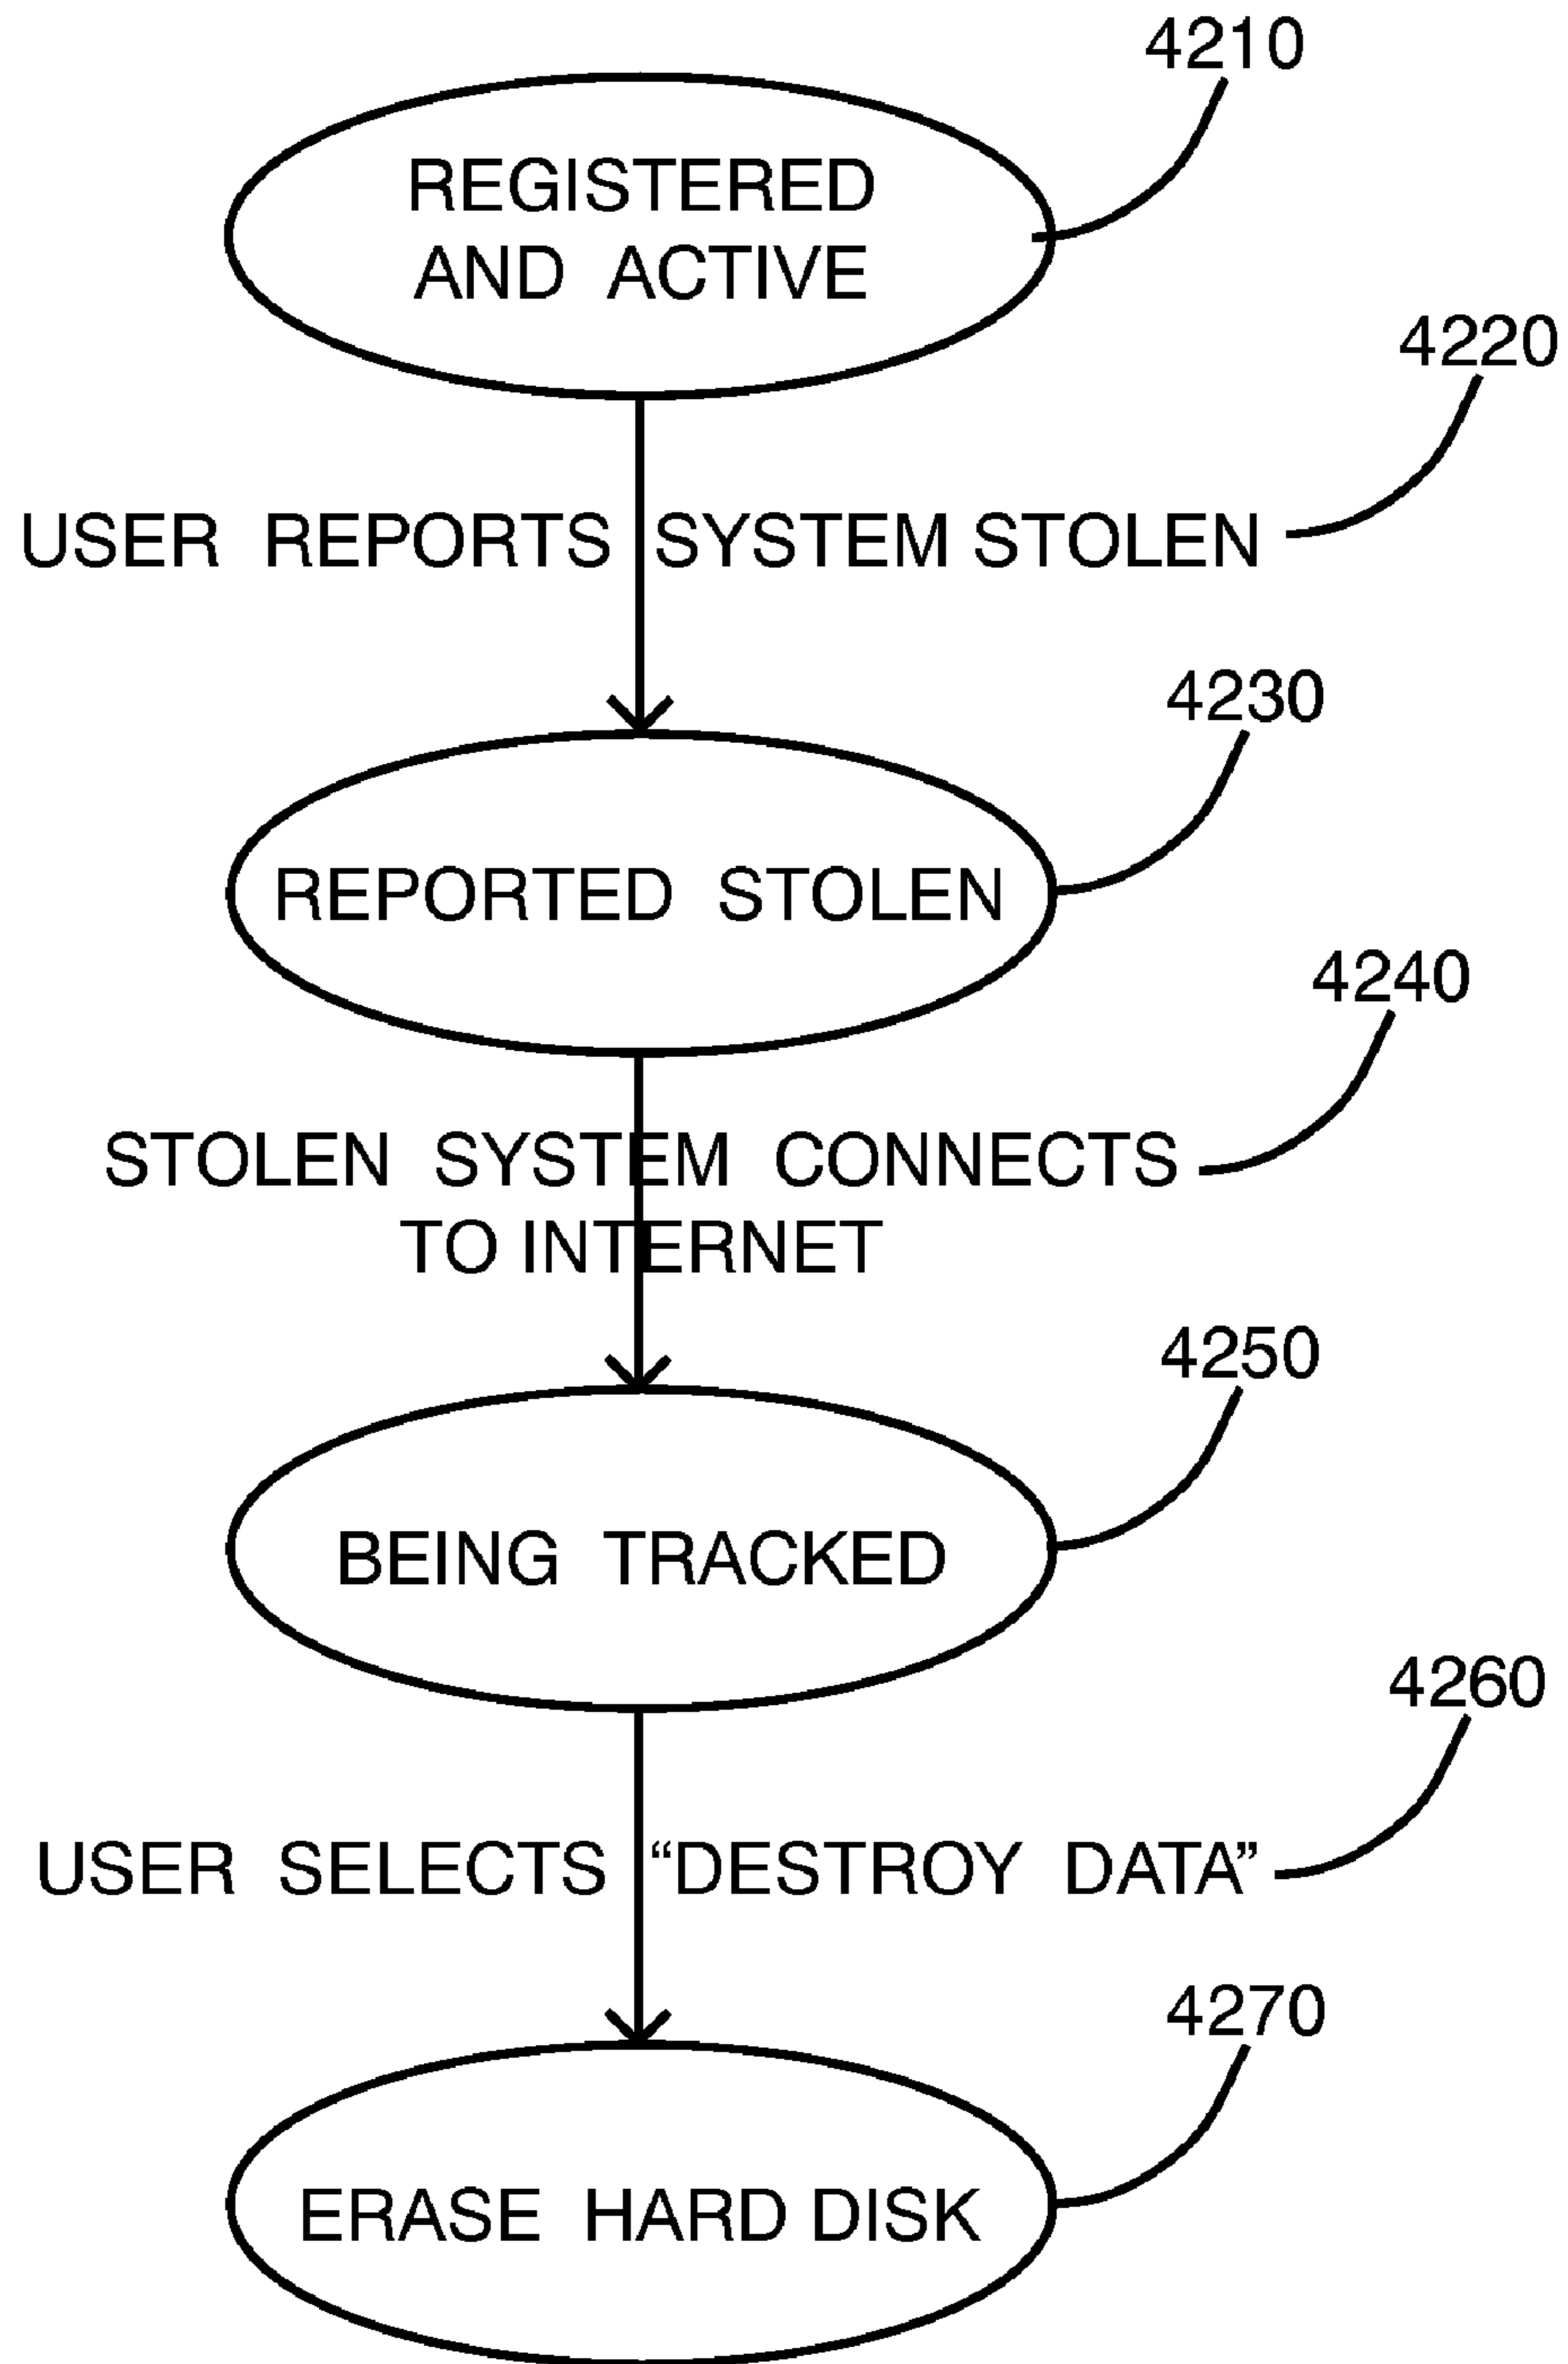 4210
REGISTERED
AND ACTIVE
4220
USER REPORTS SYSTEM STOLEN
4230
REPORTED STOLEN
4240
STOLEN SYSTEM CONNECTS
TO INTERNET
4250
BEING TRACKED
4260
USER SELECTS “DESTROY DATA”
4270
ERASE HARD DISK